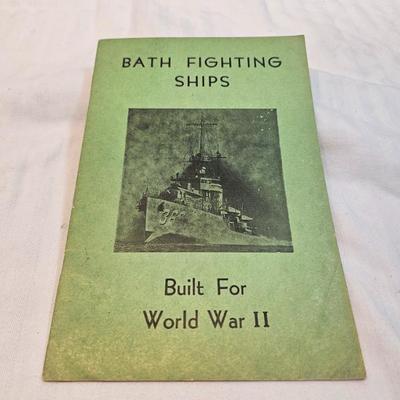 BATH FIGHTING
SHIPS
Built For
World War II